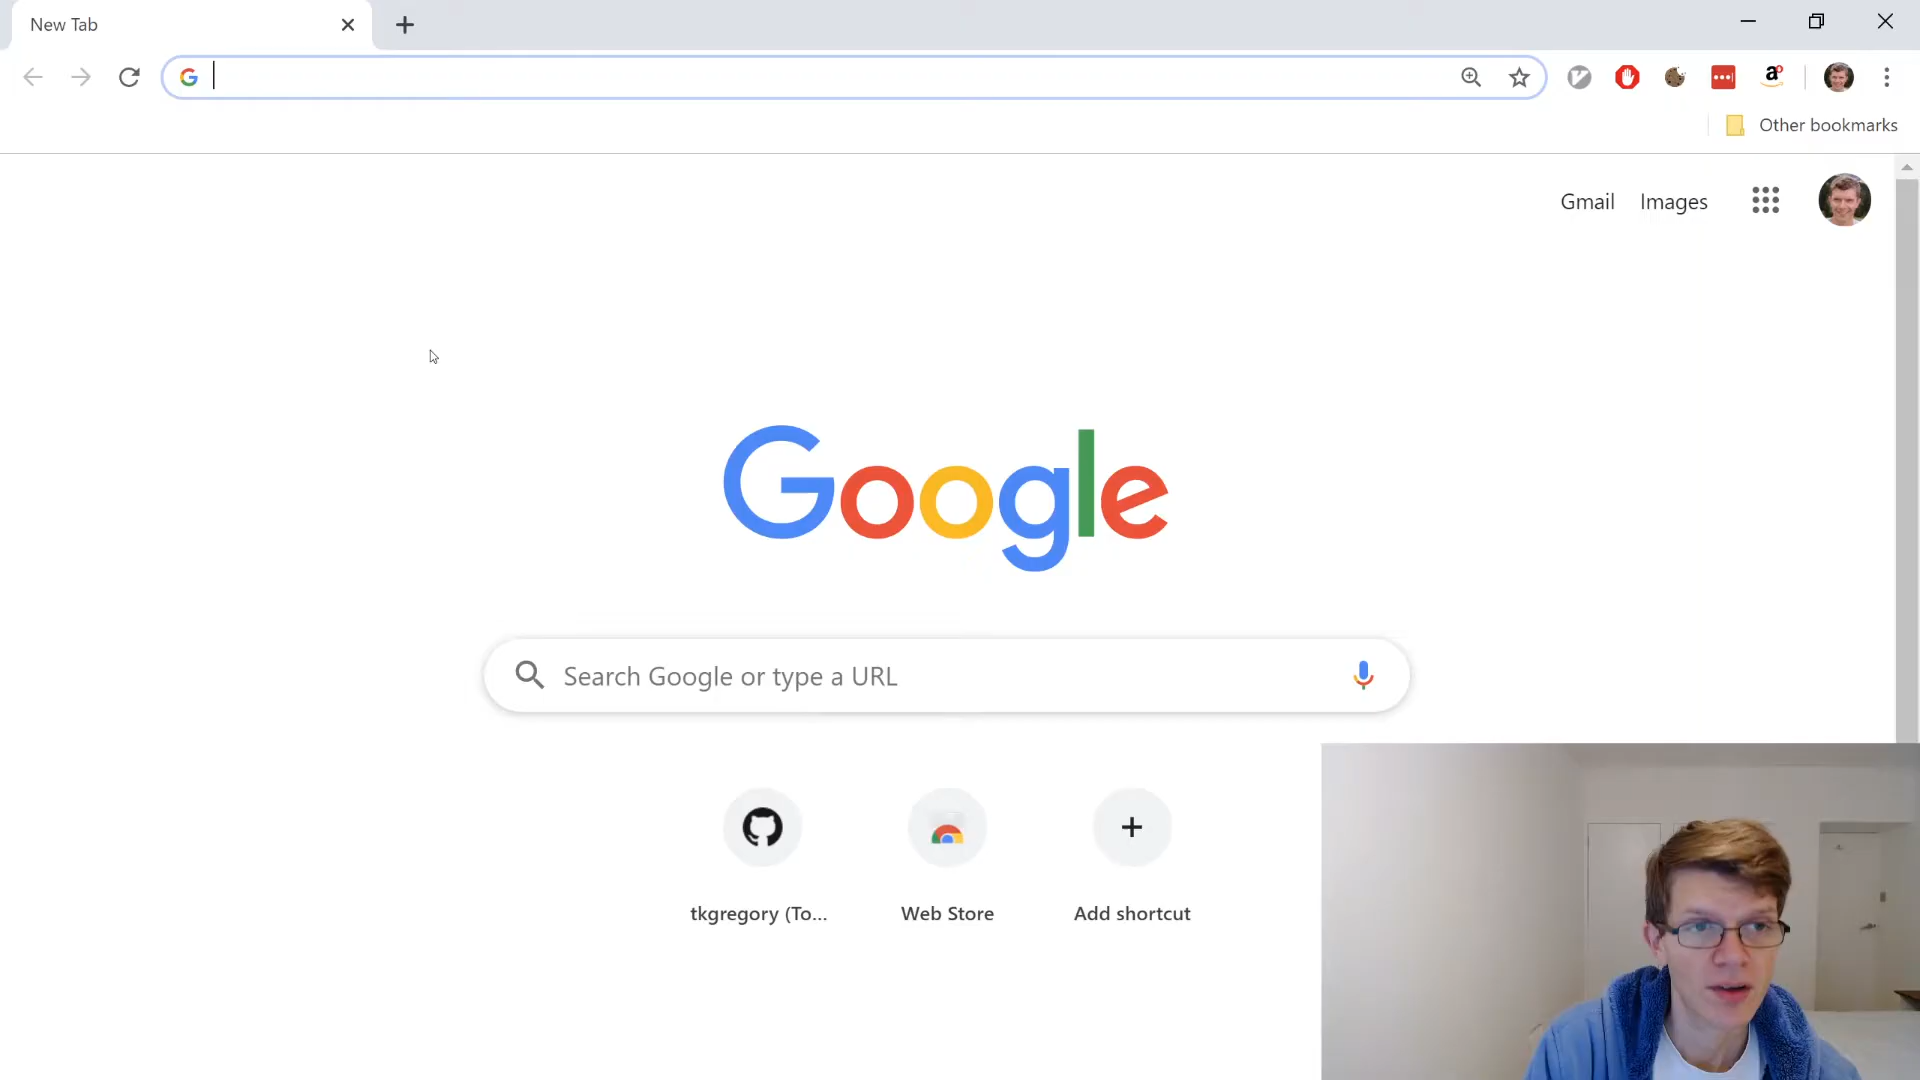 New Tab
Other bookmarks
Gmail Images
Google
Search Google or type a URL
tkgregory (To... Web Store Add shortcut